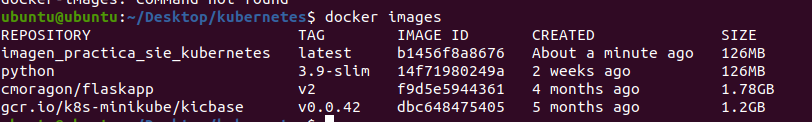 docker-images: command not found
ubuntu@ubuntu:~/Desktop/kubernetes$ docker images
REPOSITORY TAG IMAGE ID CREATED SIZE
imagen_practica_sie_kubernetes latest b1456f8a8676 About a minute ago 126MB
python 3.9-slim 14f71980249a 2 weeks ago 126MB
cmoragon/flaskapp v2 f9d5e5944361 4 months ago 1.78GB
gcr.io/k8s-minikube/kicbase v0.0.42 dbc648475405 5 months ago 1.2GB
ubuntu@ubuntu:~/Desktop/kubernetes$